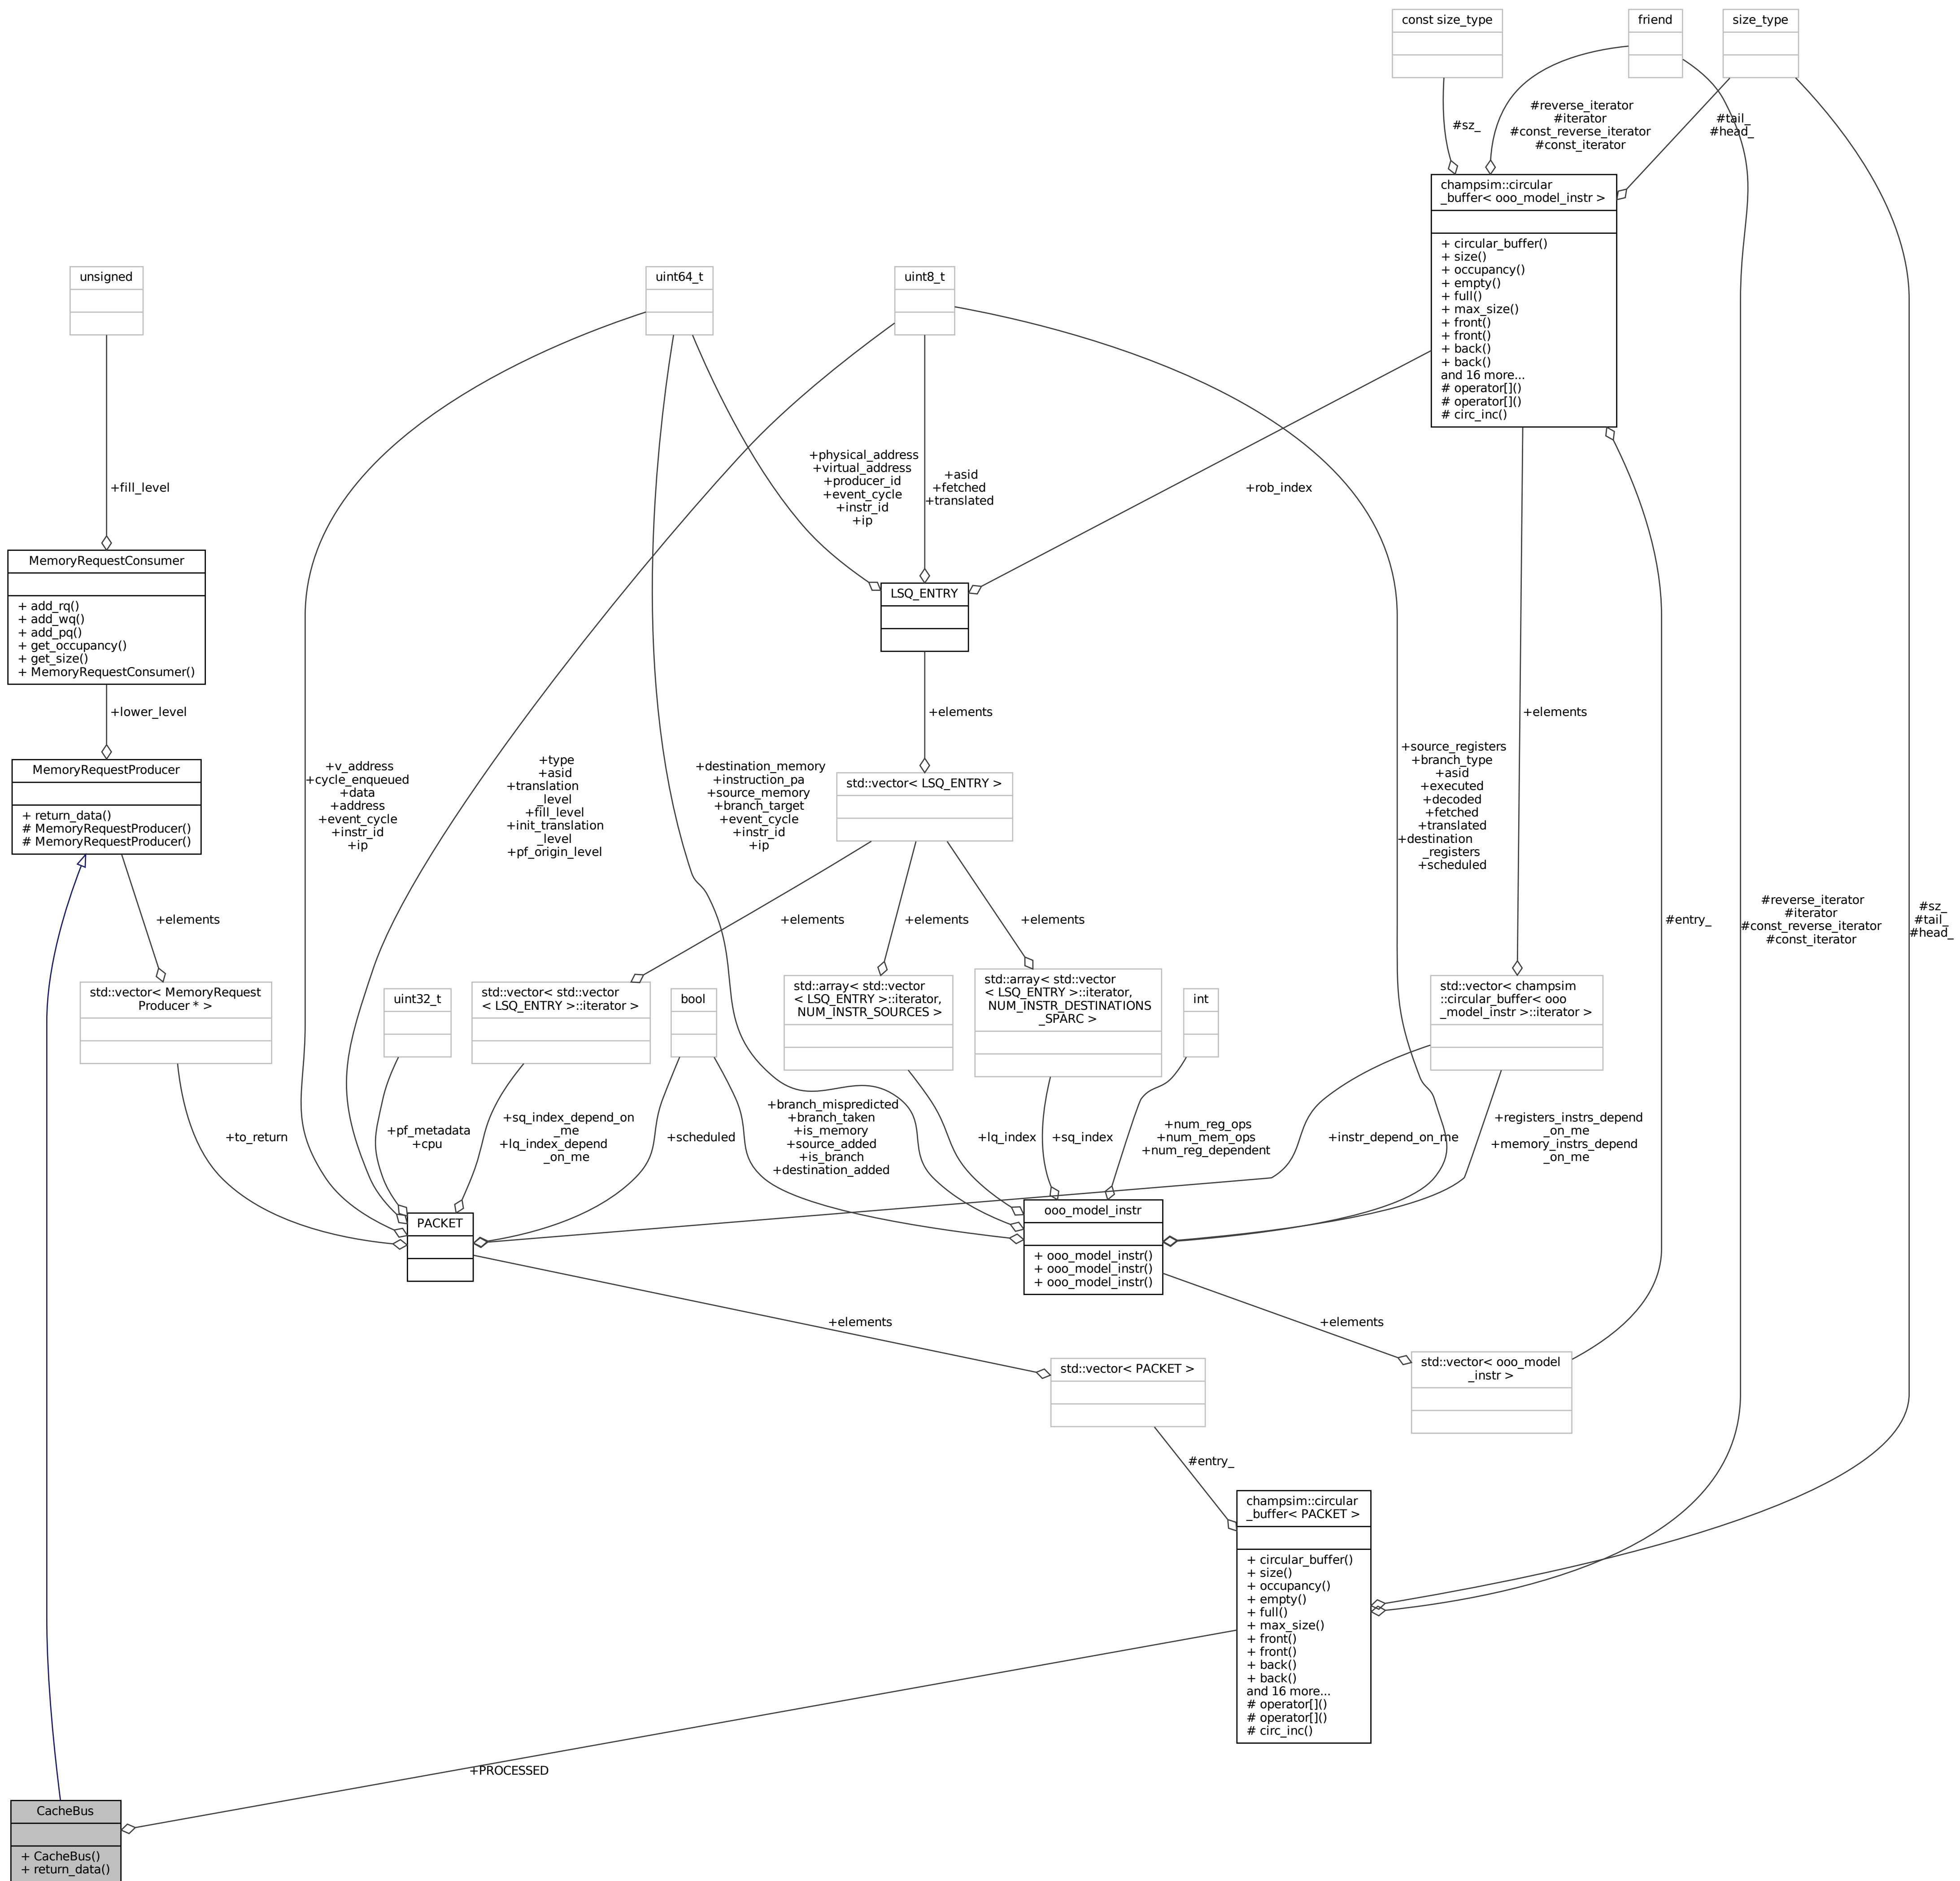 const size_type
friend
size_type
#sz_
#reverse_iterator
#iterator
#const_reverse_iterator
#const_iterator
#tail_
#head_
champsim::circular
_buffer< ooo_model_instr >
+ circular_buffer()
+ size()
+ occupancy()
+ empty()
+ full()
+ max_size()
+ front()
+ front()
+ back()
+ back()
and 16 more...
# operator[]()
# operator[]()
# circ_inc()
unsigned
uint64_t
uint8_t
+fill_level
+physical_address
+virtual_address
+producer_id
+event_cycle
+instr_id
+ip
+asid
+fetched
+translated
+rob_index
MemoryRequestConsumer
+ add_rq()
+ add_wq()
+ add_pq()
+ get_occupancy()
+ get_size()
+ MemoryRequestConsumer()
LSQ_ENTRY
+lower_level
+elements
+elements
MemoryRequestProducer
+ return_data()
# MemoryRequestProducer()
# MemoryRequestProducer()
+v_address
+cycle_enqueued
+data
+address
+event_cycle
+instr_id
+ip
+type
+asid
+translation
_level
+fill_level
+init_translation
_level
+pf_origin_level
+destination_memory
+instruction_pa
+source_memory
+branch_target
+event_cycle
+instr_id
+ip
std::vector< LSQ_ENTRY >
+source_registers
+branch_type
+asid
+executed
+decoded
+fetched
+translated
+destination
_registers
+scheduled
+elements
+elements
+elements
+elements
#entry_
#reverse_iterator
#iterator
#const_reverse_iterator
#const_iterator
#sz_
#tail_
#head_
std::vector< MemoryRequest
Producer * >
uint32_t
std::vector< std::vector
< LSQ_ENTRY >::iterator >
bool
std::array< std::vector
< LSQ_ENTRY >::iterator,
NUM_INSTR_SOURCES >
std::array< std::vector
< LSQ_ENTRY >::iterator,
NUM_INSTR_DESTINATIONS
_SPARC >
int
std::vector< champsim
::circular_buffer< ooo
_model_instr >::iterator >
+to_return
+pf_metadata
+cpu
+sq_index_depend_on
_me
+lq_index_depend
_on_me
+scheduled
+branch_mispredicted
+branch_taken
+is_memory
+source_added
+is_branch
+destination_added
+lq_index
+sq_index
+num_reg_ops
+num_mem_ops
+num_reg_dependent
+instr_depend_on_me
+registers_instrs_depend
_on_me
+memory_instrs_depend
_on_me
PACKET
ooo_model_instr
+ ooo_model_instr()
+ ooo_model_instr()
+ ooo_model_instr()
+elements
+elements
std::vector< PACKET >
std::vector< ooo_model
_instr >
#entry_
champsim::circular
_buffer< PACKET >
+ circular_buffer()
+ size()
+ occupancy()
+ empty()
+ full()
+ max_size()
+ front()
+ front()
+ back()
+ back()
and 16 more...
# operator[]()
# operator[]()
# circ_inc()
+PROCESSED
CacheBus
+ CacheBus()
+ return_data()